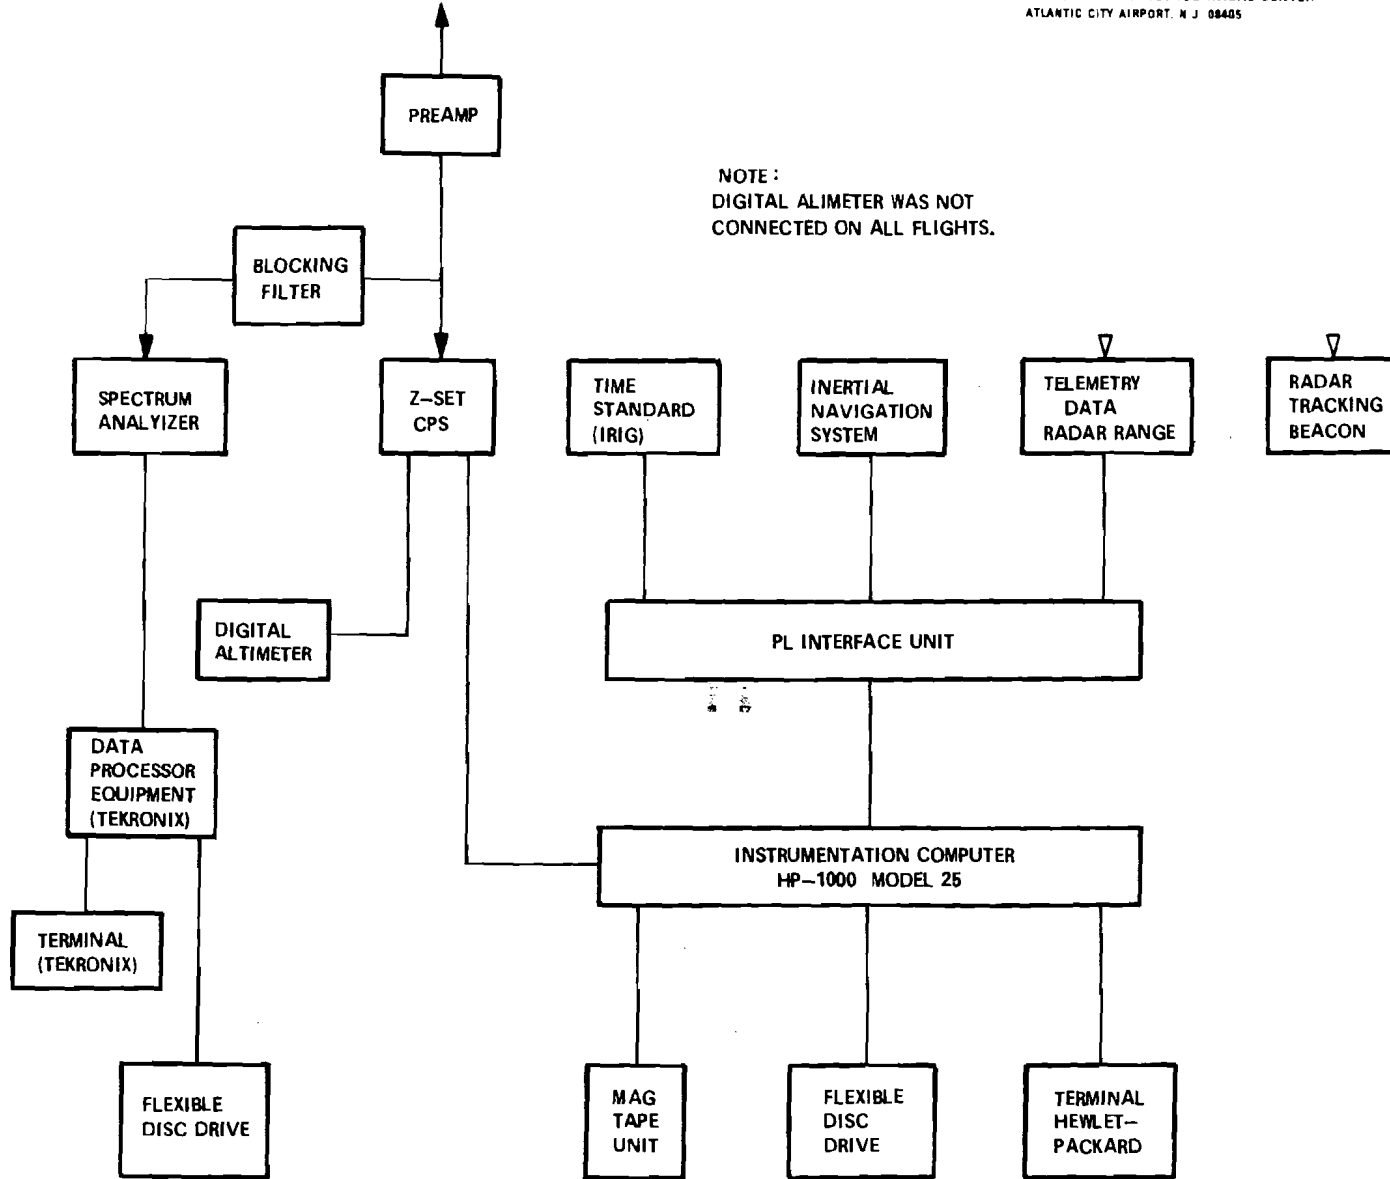 ATLANTIC CITY AIRPORT. N J 08405
PREAMP
NOTE:
DIGITAL ALIMETER WAS NOT
CONNECTED ON ALL FLIGHTS.
BLOCKING
FILTER
SPECTRUM
ANALYIZER
Z-SET
CPS
TIME
STANDARD
(IRIG)
INERTIAL
NAVIGATION
SYSTEM
TELEMETRY
DATA
RADAR RANGE
RADAR
TRACKING
BEACON
DIGITAL
ALTIMETER
PL INTERFACE UNIT
DATA
PROCESSOR
EQUIPMENT
(TEKRONIX)
INSTRUMENTATION COMPUTER
HP-1000 MODEL 25
TERMINAL
(TEKRONIX)
FLEXIBLE
DISC DRIVE
MAG
TAPE
UNIT
FLEXIBLE
DISC
DRIVE
TERMINAL
HEWLET-
PACKARD